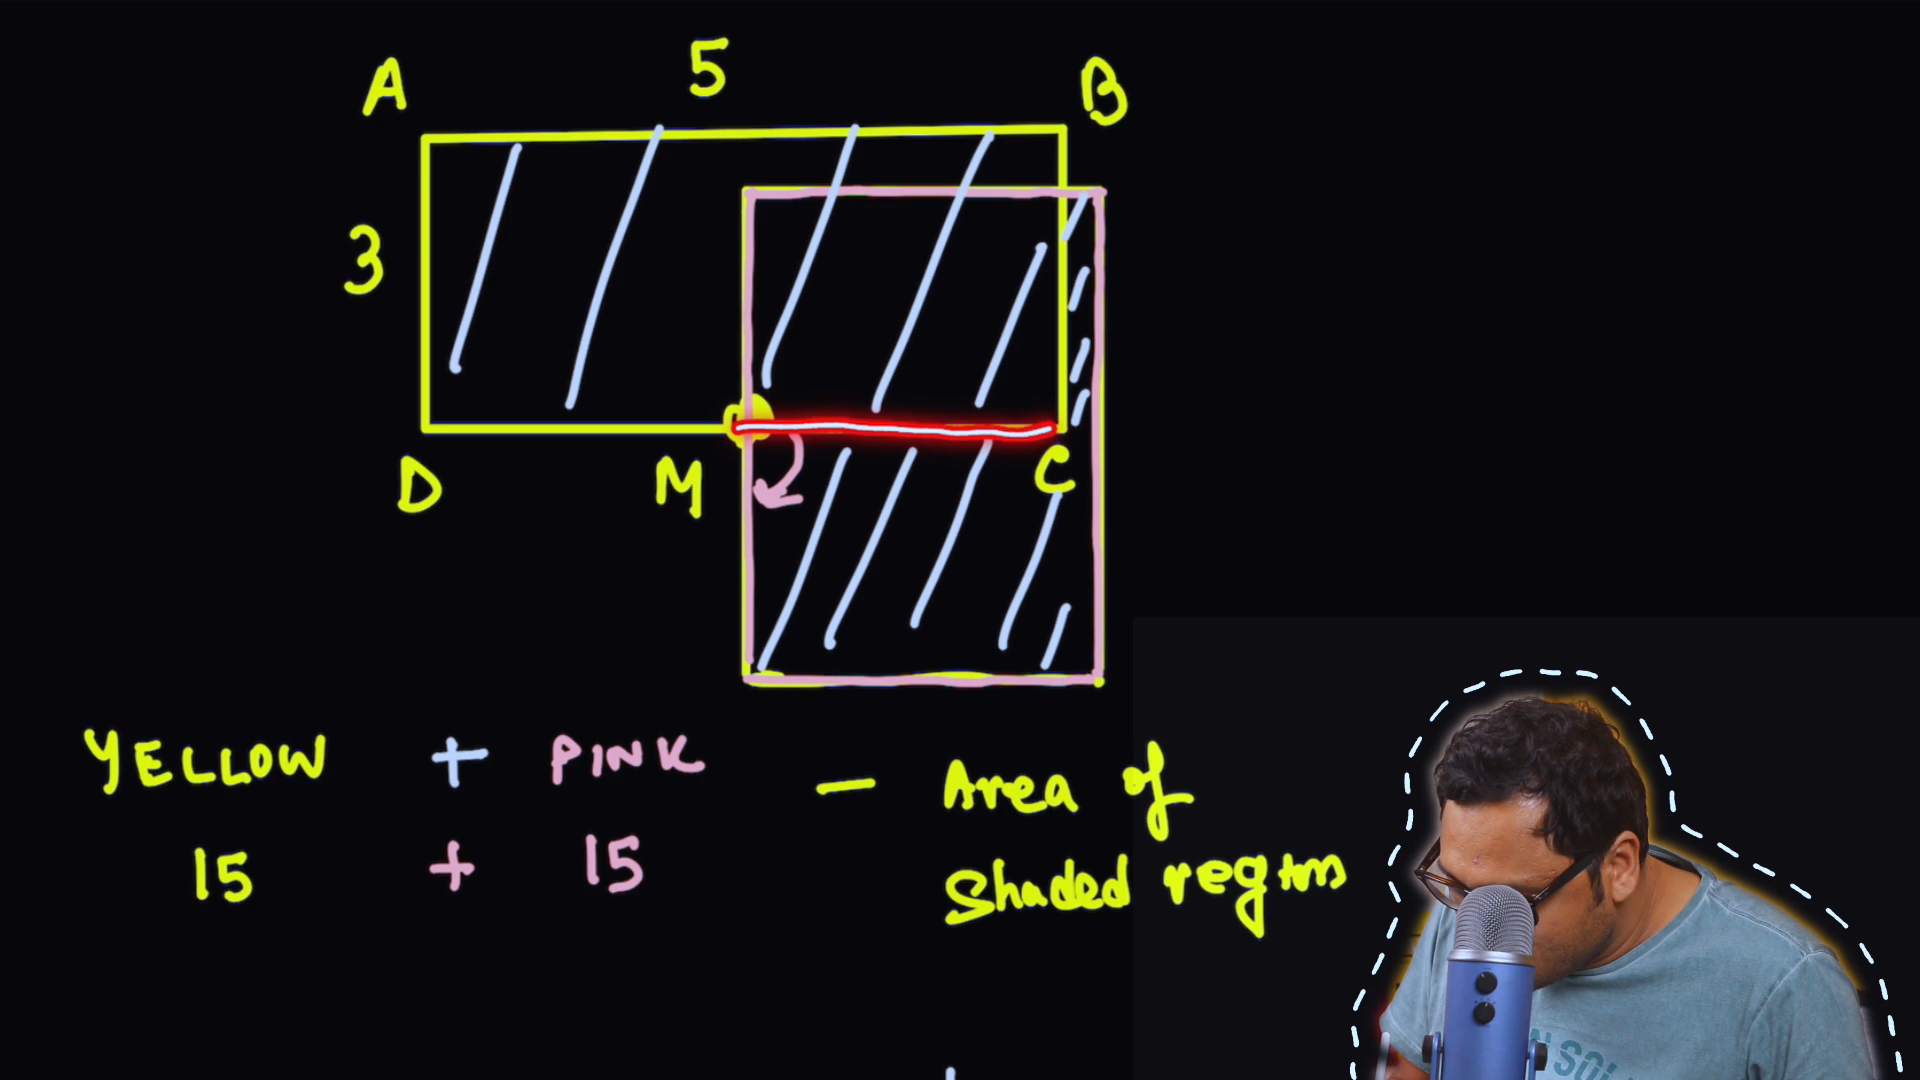 A 5 B
3
D M C
YELLOW + PINK - Area of
15 + 15 Shaded region